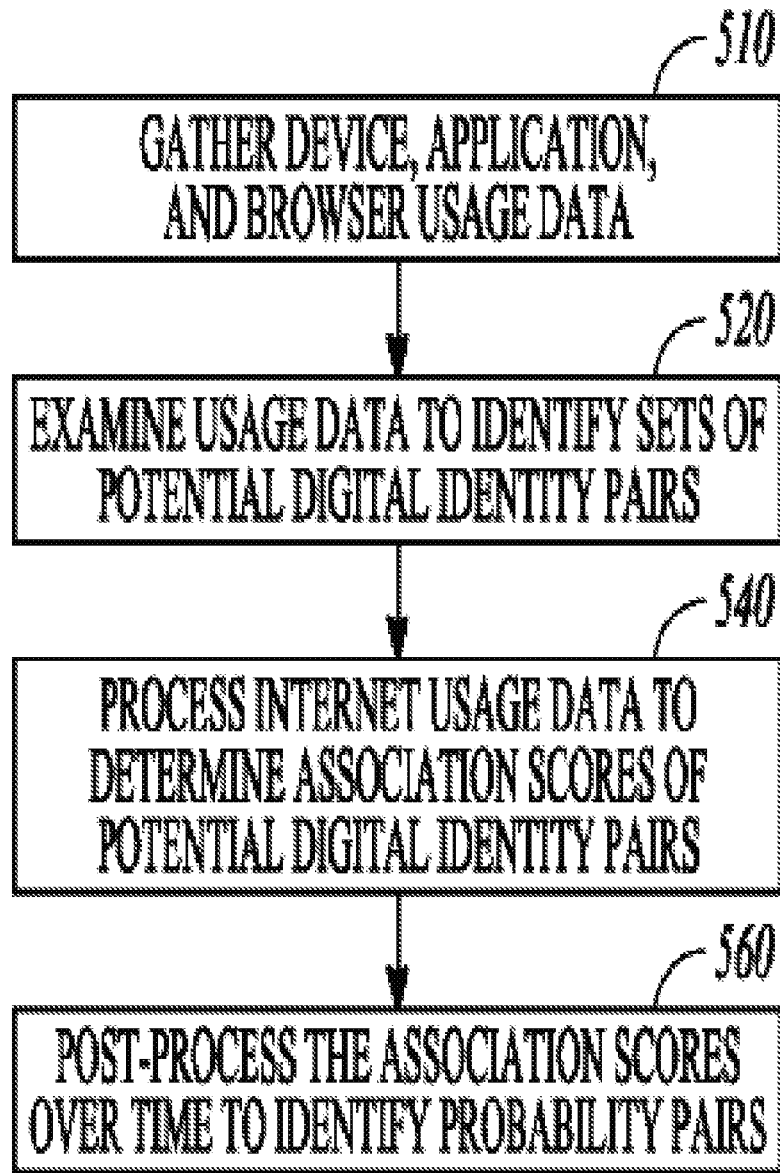 510
GATHER DEVICE, APPLICATION,
AND BROWSER USAGE DATA
520
EXAMINE USAGE DATA TO IDENTIFY SETS OF
POTENTIAL DIGITAL IDENTITY PAIRS
540
PROCESS INTERNET USAGE DATA TO
DETERMINE ASSOCIATION SCORES OF
POTENTIAL DIGITAL IDENTITY PAIRS
560
POST-PROCESS THE ASSOCIATION SCORES
OVER TIME TO IDENTIFY PROBABILITY PAIRS